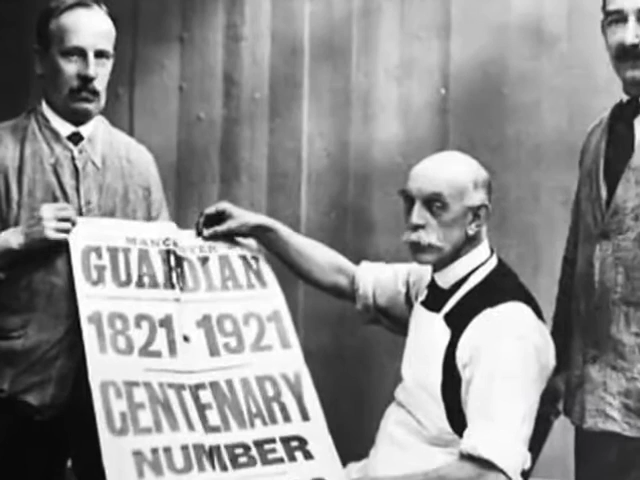 MANCHESTER
GUARDIAN
1821·1921
CENTENARY
NUMBER